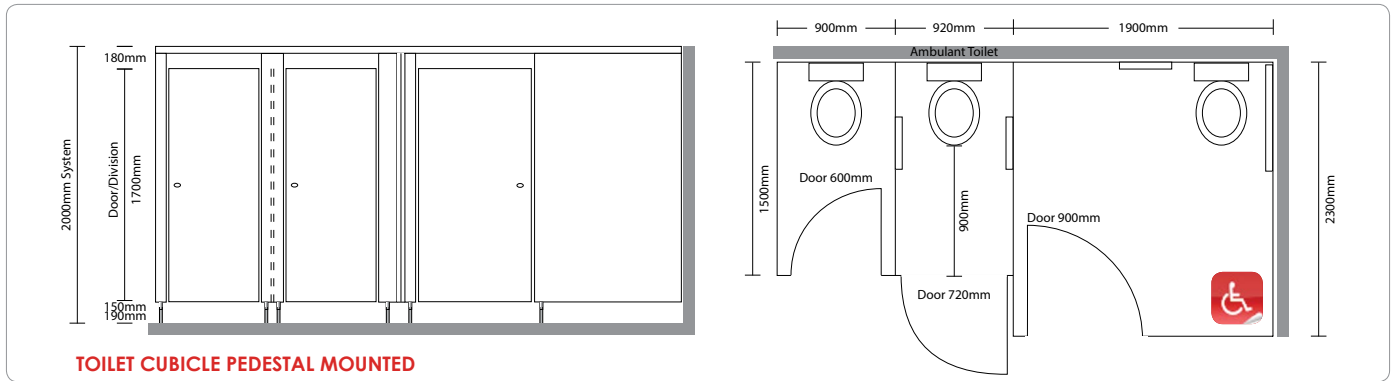 900mm
920mm
1900mm
Ambulant Toilet
180mm
2000mm System
Door/Division
1700mm
150mm
190mm
1500mm
Door 600mm
900mm
Door 720mm
Door 900mm
2300mm
TOILET CUBICLE PEDESTAL MOUNTED